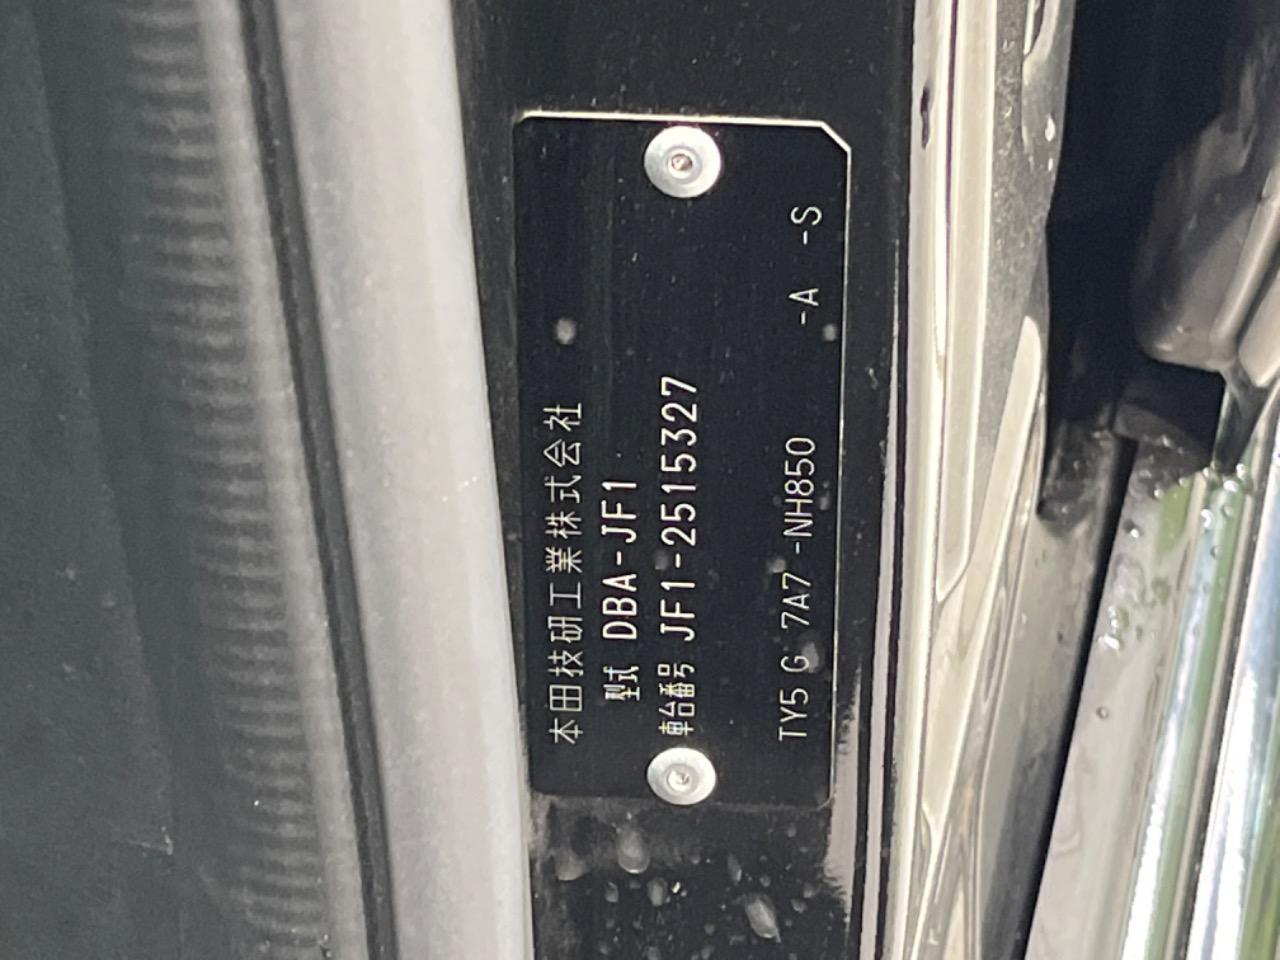 本田技研工業株式会社
型式 DBA-JF1
車台番号 JF1-2515327
TY5 G 7A7 -NH850 -A -S